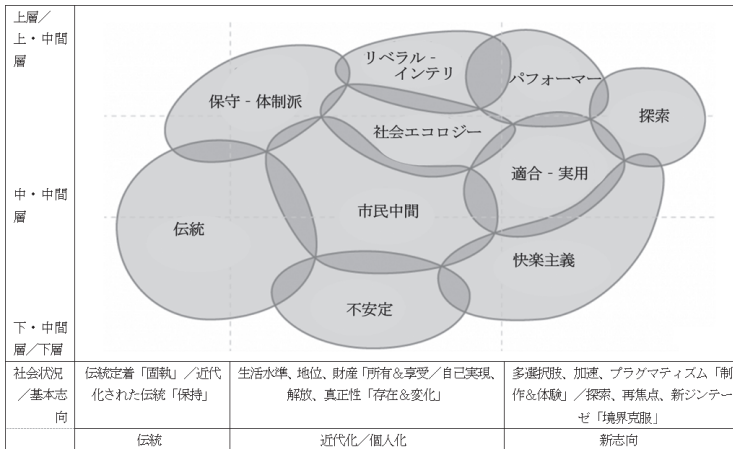 上層／
上・中間
層
リベラル‐
インテリ
パフォーマー
保守‐体制派
探索
社会エコロジー
適合‐実用
中・中間
層
市民中間
伝統
快楽主義
不安定
下・中間
層／下層
社会状況
／基本志
向
伝統定着「固執」／近代
化された伝統「保持」
生活水準、地位、財産「所有&享受／自己実現、
解放、真正性「存在&変化」
多選択肢、加速、プラグマティズム「制
作&体験」／探索、再焦点、新ジンテー
ゼ「境界克服」
伝統
近代化／個人化
新志向